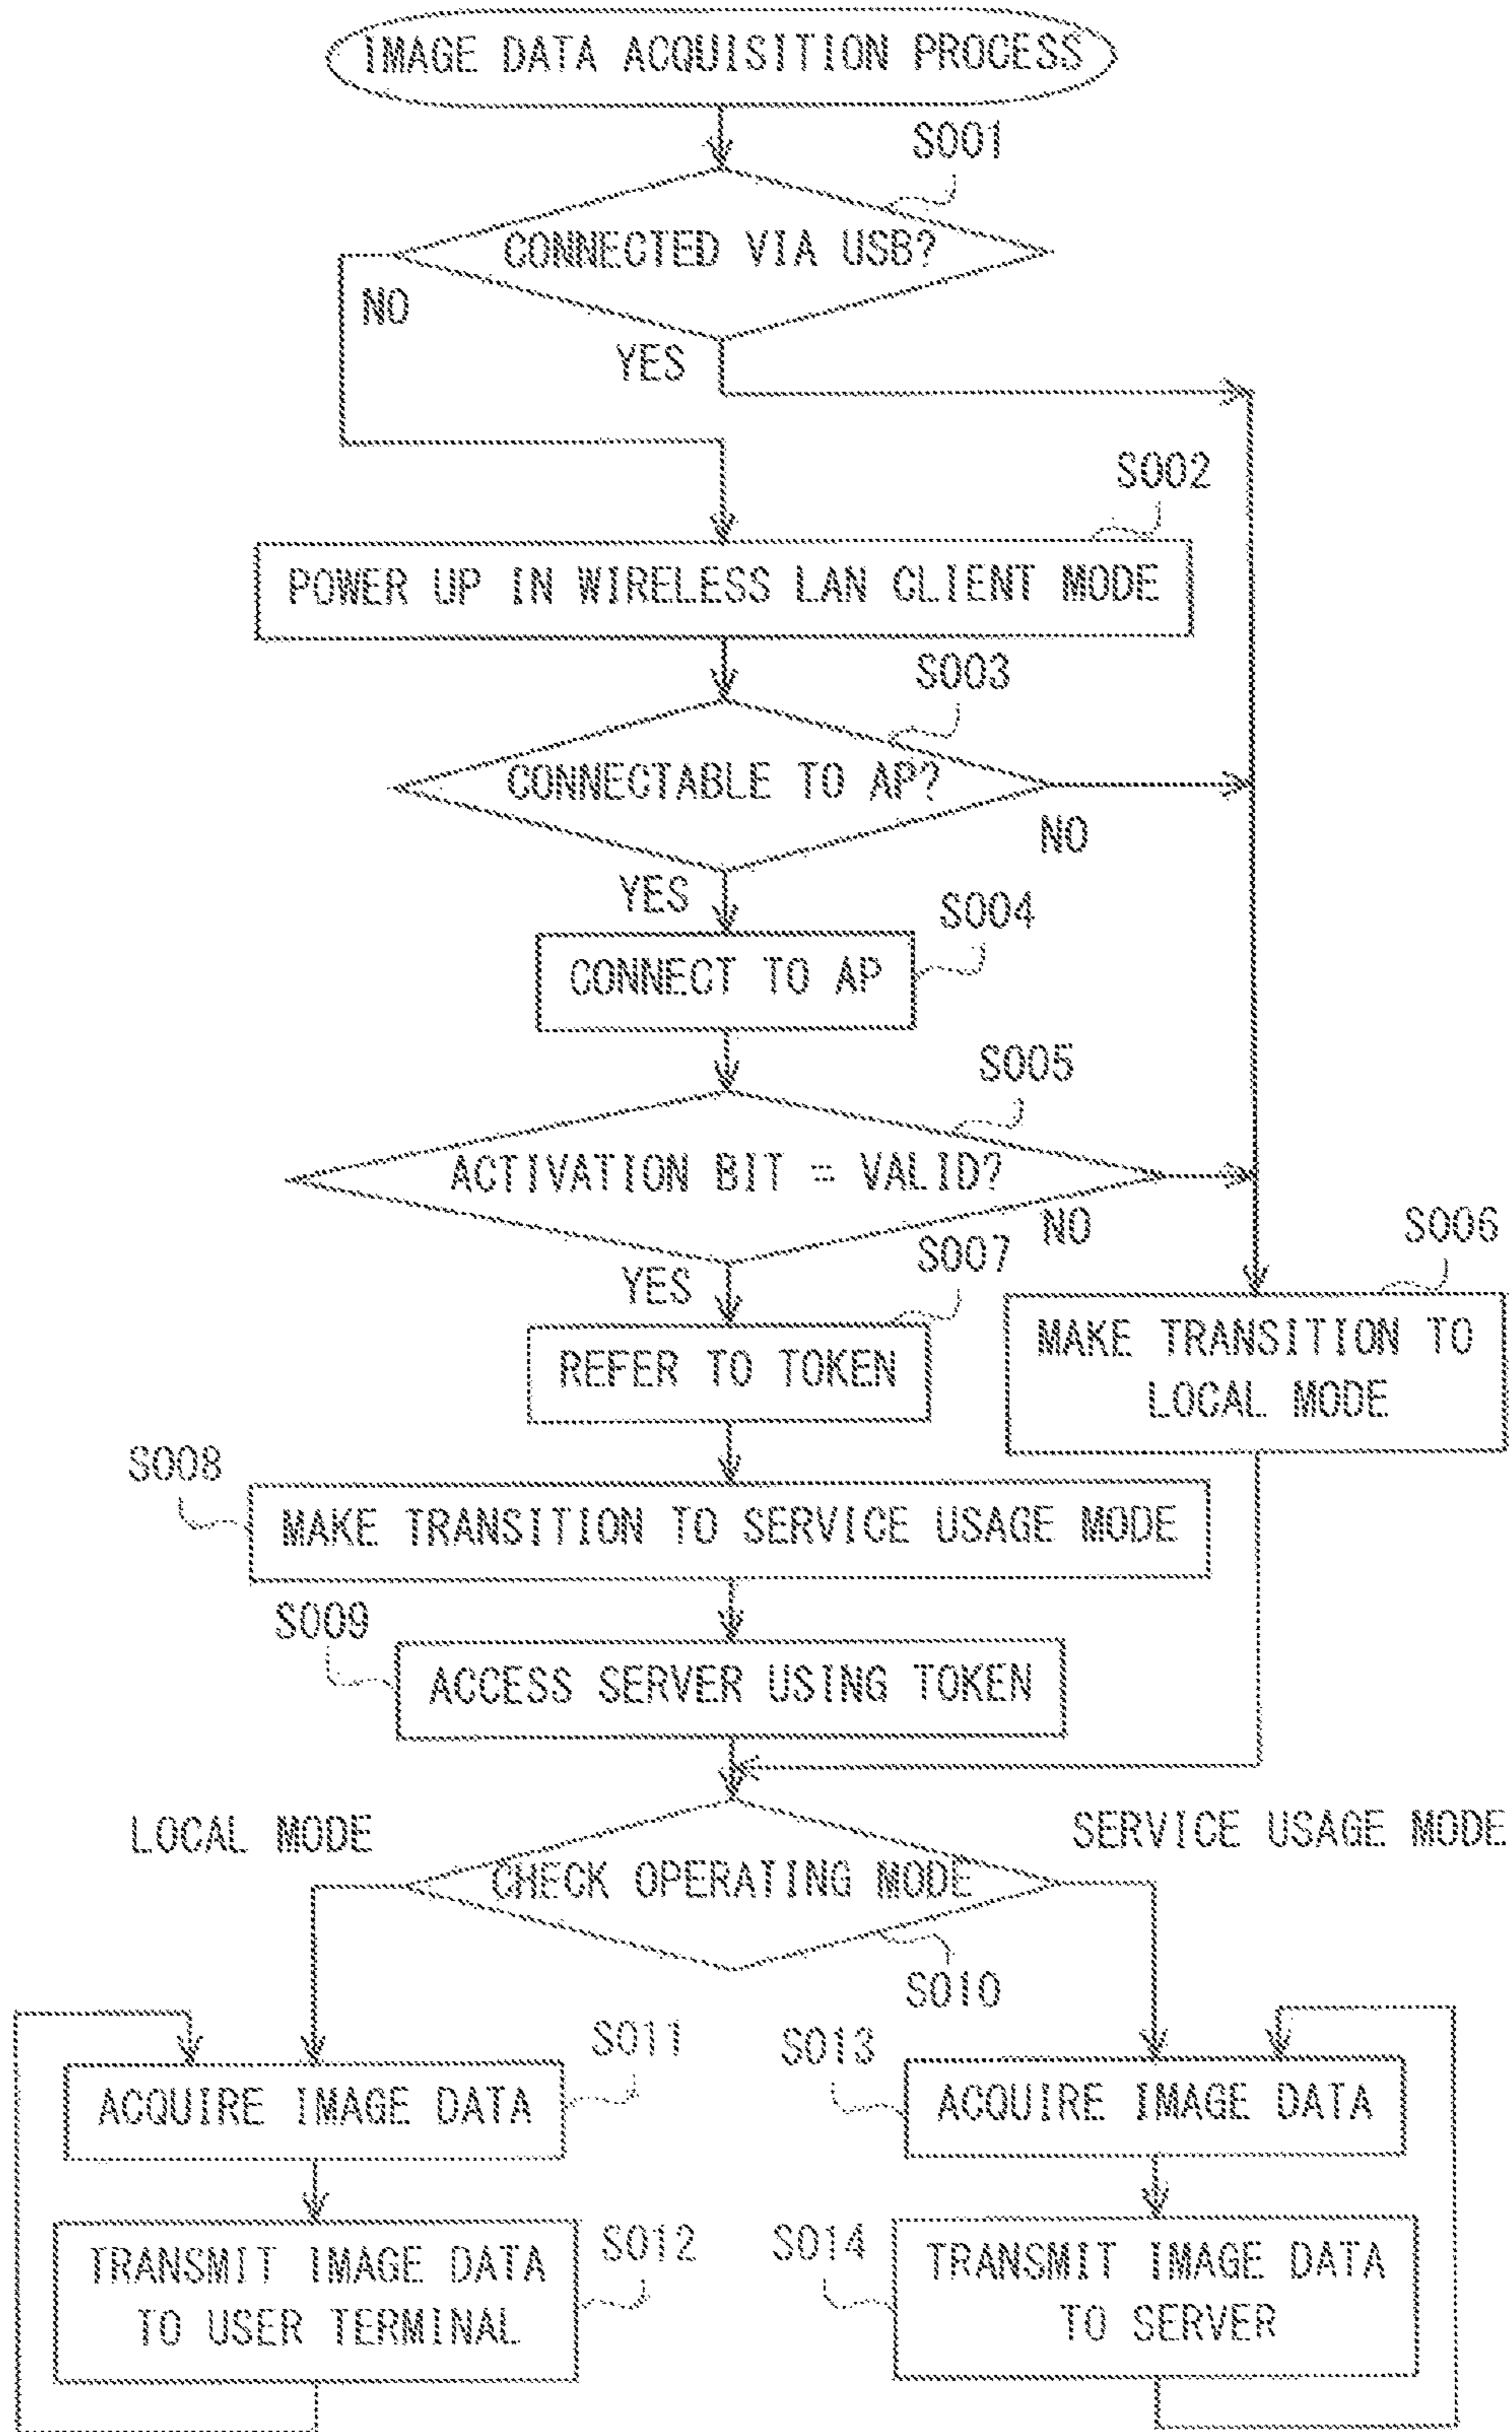 IMAGE DATA ACQUISITION PROCESS
S001
CONNECTED VIA USB?
NO
YES
S002
POWER UP IN WIRELESS LAN CLIENT MODE
S003
CONNECTABLE TO AP?
NO
YES
S004
CONNECT TO AP
S005
ACTIVATION BIT = VALID?
NO
YES
S006
S007
REFER TO TOKEN
MAKE TRANSITION TO
LOCAL MODE
S008
MAKE TRANSITION TO SERVICE USAGE MODE
S009
ACCESS SERVER USING TOKEN
LOCAL MODE
SERVICE USAGE MODE
CHECK OPERATING MODE
S010
S011
ACQUIRE IMAGE DATA
S013
ACQUIRE IMAGE DATA
S012
TRANSMIT IMAGE DATA
TO USER TERMINAL
S014
TRANSMIT IMAGE DATA
TO SERVER